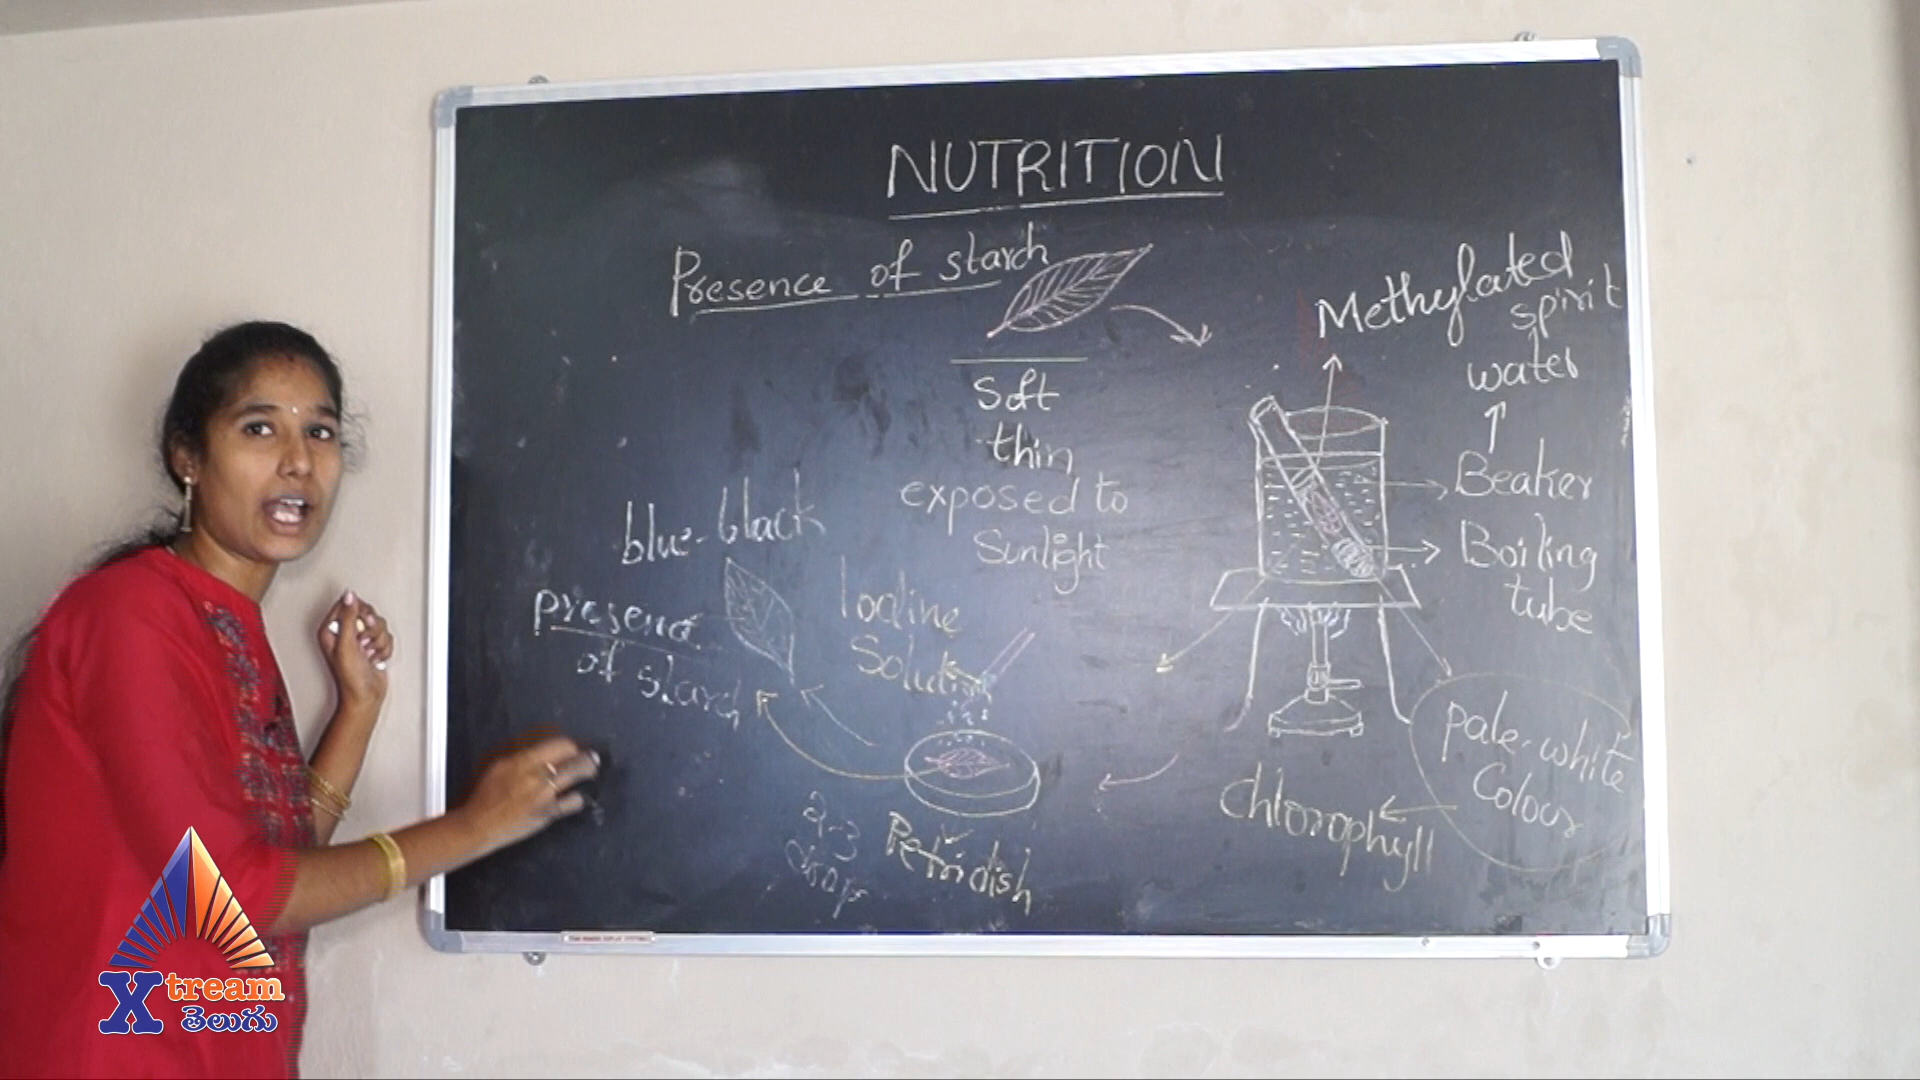 NUTRITION
Presence of starch
Methylated
spirit
water
Soft
thin
exposed to
Sunlight
Beaker
Boiling
tube
blue-black
presence
of starch
Iodine
Solution
pale-white
Colour
Chlorophyll
2-3
drops
Petridish
Xtream
తెలుగు